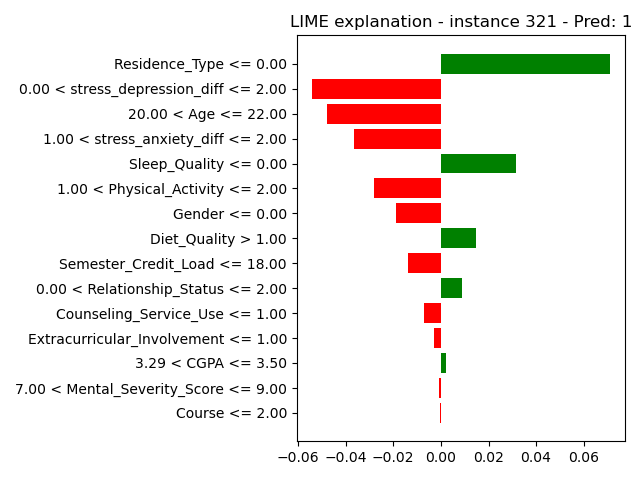 LIME explanation - instance 321 - Pred: 1
Residence_Type <= 0.00
0.00 < stress_depression_diff <= 2.00
20.00 < Age <= 22.00
1.00 < stress_anxiety_diff <= 2.00
Sleep_Quality <= 0.00
1.00 < Physical_Activity <= 2.00
Gender <= 0.00
Diet_Quality > 1.00
Semester_Credit_Load <= 18.00
0.00 < Relationship_Status <= 2.00
Counseling_Service_Use <= 1.00
Extracurricular_Involvement <= 1.00
3.29 < CGPA <= 3.50
7.00 < Mental_Severity_Score <= 9.00
Course <= 2.00
−0.06 −0.04 −0.02 0.00 0.02 0.04 0.06